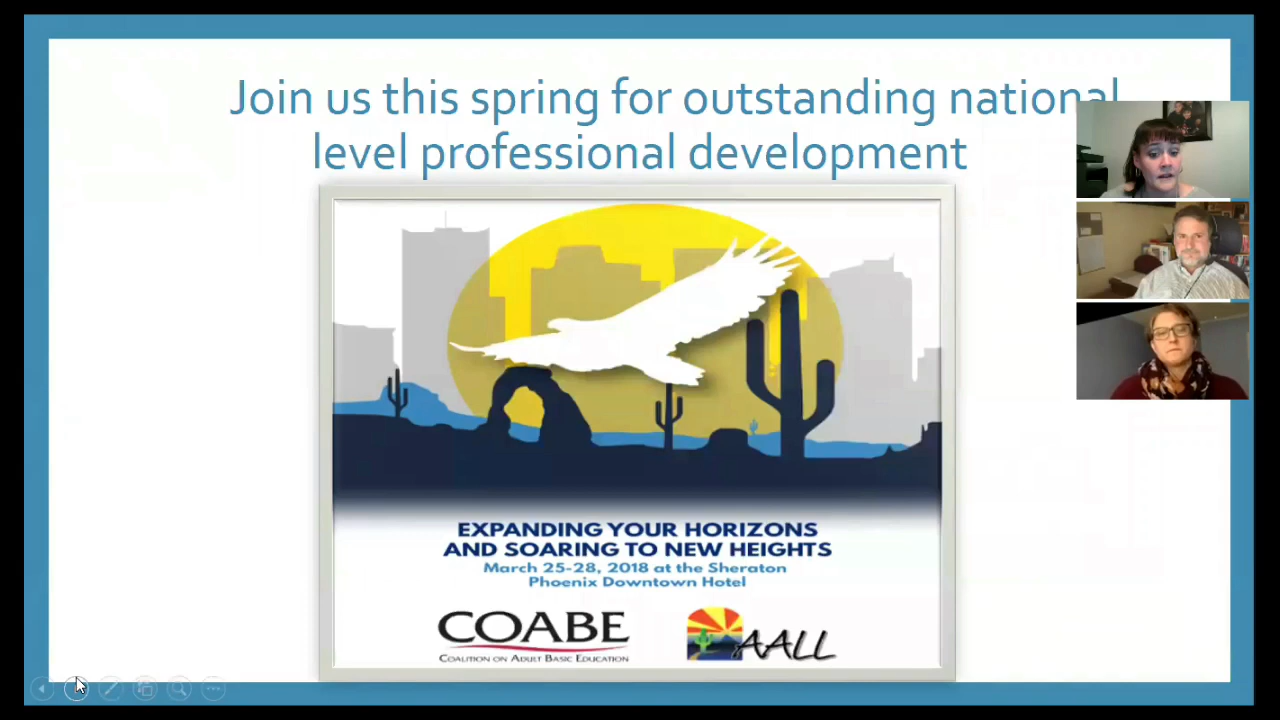 Join us this spring for outstanding national
level professional development
EXPANDING YOUR HORIZONS
AND SOARING TO NEW HEIGHTS
March 25-28, 2018 at the Sheraton
Phoenix Downtown Hotel
COABE
COALITION ON ADULT BASIC EDUCATION
AALL